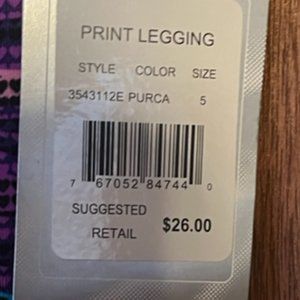 PRINT LEGGING
STYLE COLOR SIZE
3543112E PURCA 5
7 67052 84744 0
SUGGESTED
RETAIL $26.00